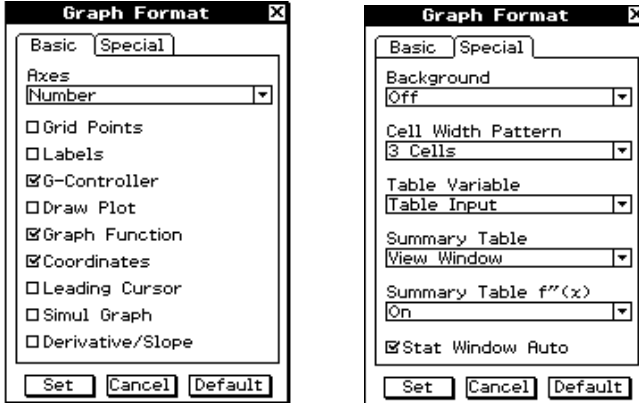 Graph Format
Basic Special
Axes
Number
Grid Points
Labels
G-Controller
Draw Plot
Graph Function
Coordinates
Leading Cursor
Simul Graph
Derivative/Slope
Set Cancel Default
Graph Format
Basic Special
Background
Off
Cell Width Pattern
3 Cells
Table Variable
Table Input
Summary Table
View Window
Summary Table f″(x)
On
Stat Window Auto
Set Cancel Default